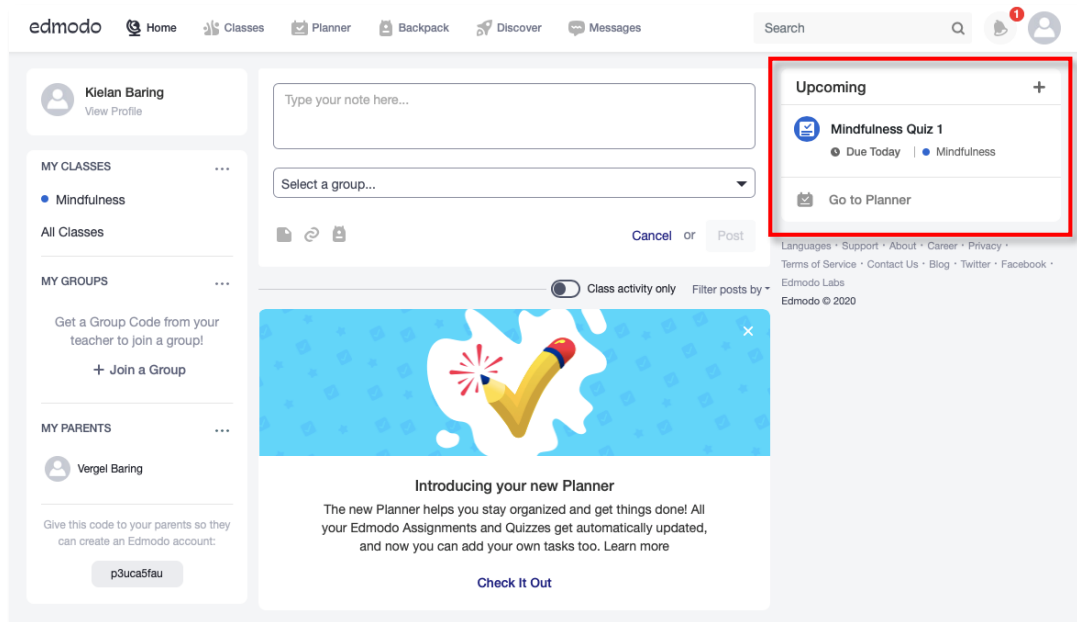 edmodo
Home
Classes
Planner
Backpack
Discover
Messages
Search
1
Kielan Baring
View Profile
MY CLASSES
Mindfulness
All Classes
MY GROUPS
Get a Group Code from your
teacher to join a group!
+ Join a Group
MY PARENTS
Vergel Baring
Give this code to your parents so they
can create an Edmodo account:
p3uca5fau
Type your note here...
Select a group...
Cancel or Post
Class activity only Filter posts by
Introducing your new Planner
The new Planner helps you stay organized and get things done! All
your Edmodo Assignments and Quizzes get automatically updated,
and now you can add your own tasks too. Learn more
Check It Out
Upcoming +
Mindfulness Quiz 1
Due Today | Mindfulness
Go to Planner
Languages · Support · About · Career · Privacy ·
Terms of Service · Contact Us · Blog · Twitter · Facebook ·
Edmodo Labs
Edmodo © 2020